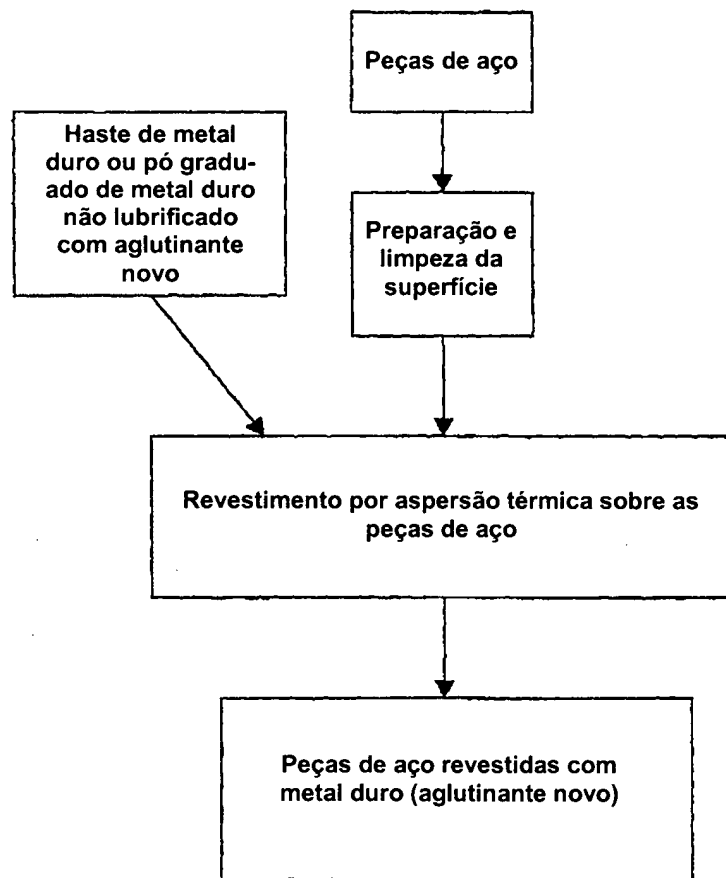 Peças de aço
Haste de metal
duro ou pó gradu-
ado de metal duro
não lubrificado
com aglutinante
novo
Preparação e
limpeza da
superfície
Revestimento por aspersão térmica sobre as
peças de aço
Peças de aço revestidas com
metal duro (aglutinante novo)